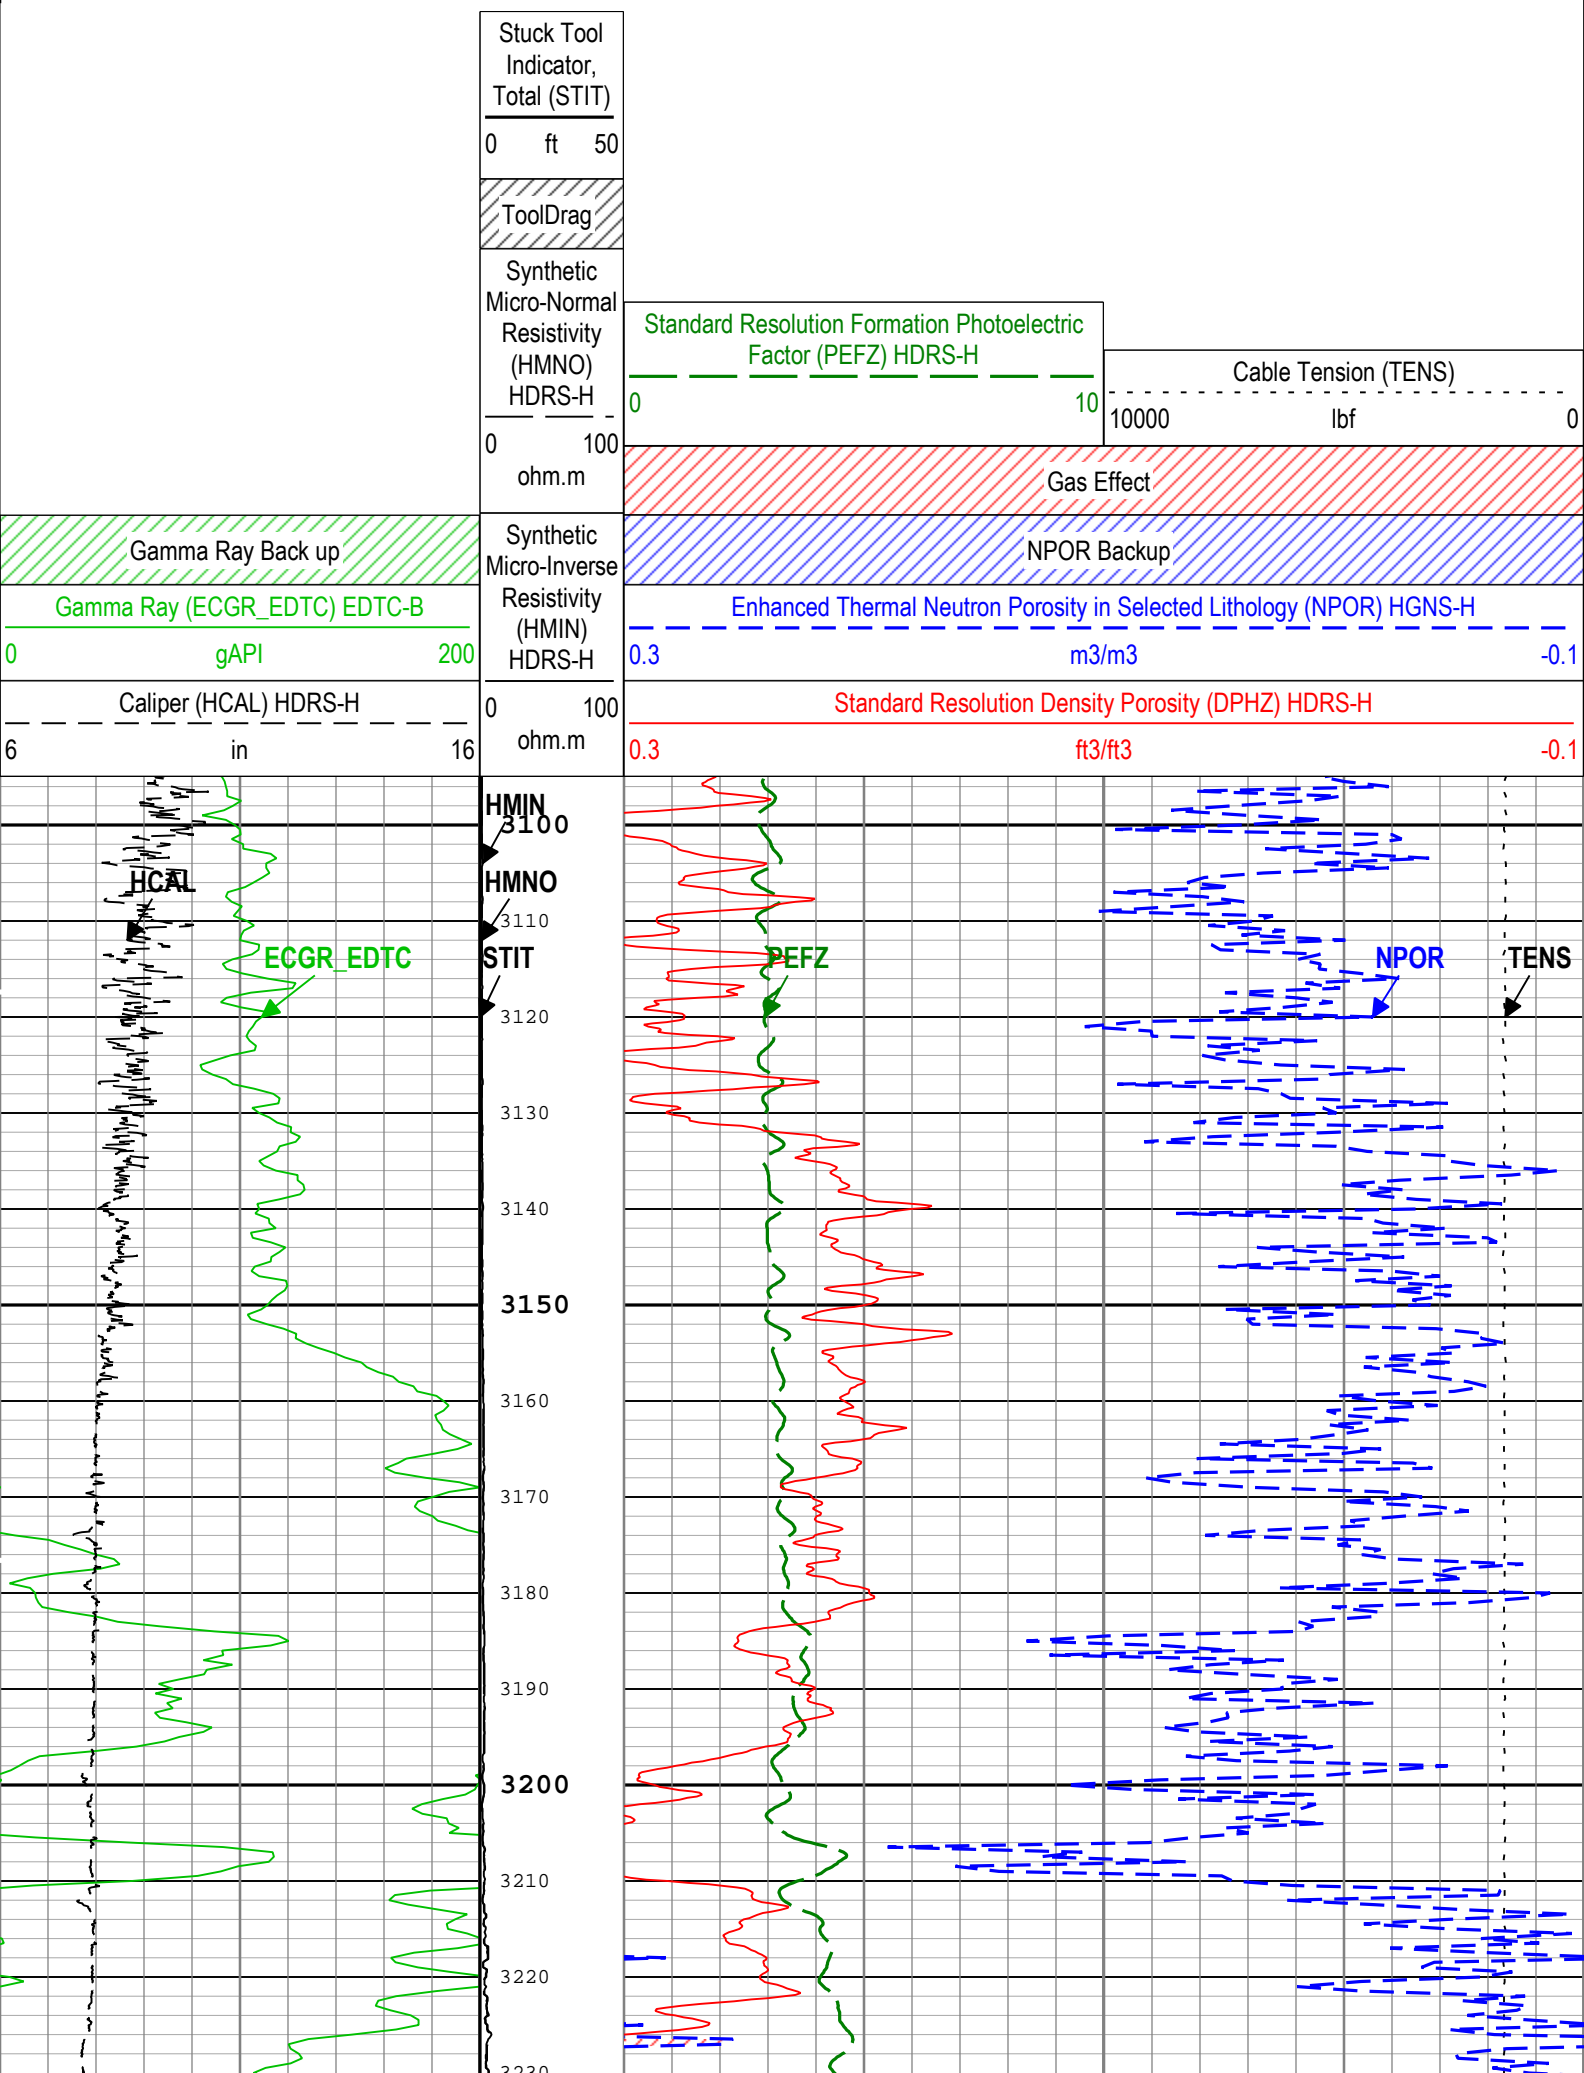 Stuck Tool
Indicator,
Total (STIT)
0 ft 50
ToolDrag
Synthetic
Micro-Normal
Resistivity
(HMNO)
HDRS-H
0 100
ohm.m
Synthetic
Micro-Inverse
Resistivity
(HMIN)
HDRS-H
0 100
ohm.m
Standard Resolution Formation Photoelectric
Factor (PEFZ) HDRS-H
0 10
Cable Tension (TENS)
10000 lbf 0
Gas Effect
Gamma Ray Back up
NPOR Backup
Gamma Ray (ECGR_EDTC) EDTC-B
0 gAPI 200
Enhanced Thermal Neutron Porosity in Selected Lithology (NPOR) HGNS-H
0.3 m3/m3 -0.1
Caliper (HCAL) HDRS-H
6 in 16
Standard Resolution Density Porosity (DPHZ) HDRS-H
0.3 ft3/ft3 -0.1
HMIN
3100
HCAL
HMNO
3110
ECGR_EDTC
STIT
PEFZ
NPOR
TENS
3120
3130
3140
3150
3160
3170
3180
3190
3200
3210
3220
3230